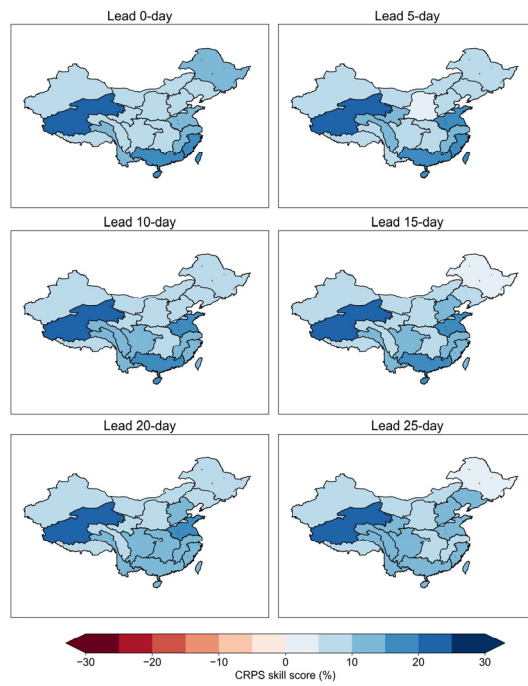 Lead 0-day
Lead 5-day
Lead 10-day
Lead 15-day
Lead 20-day
Lead 25-day
−30 −20 −10 0 10 20 30
CRPS skill score (%)